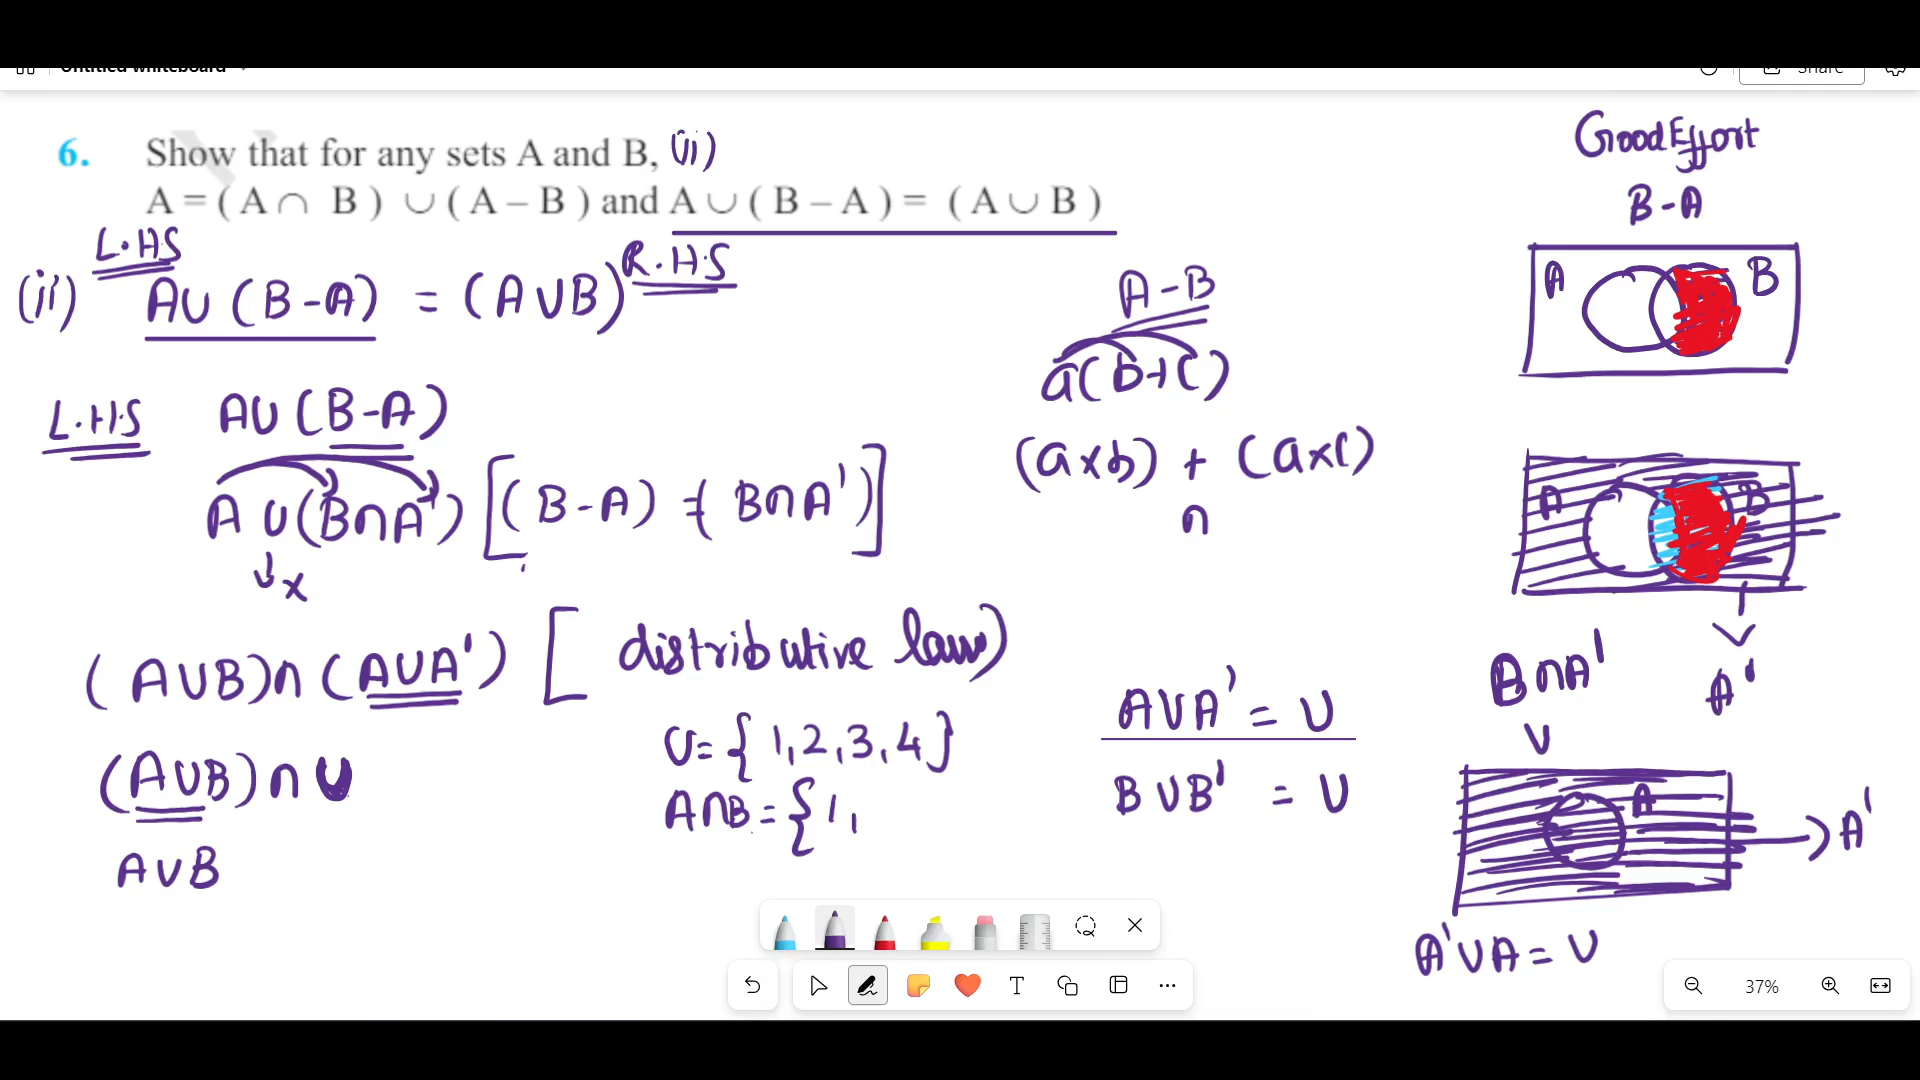 Untitled whiteboard
Share
6. Show that for any sets A and B, (ii)
A = ( A ∩ B ) ∪ ( A – B ) and A ∪ ( B – A ) = ( A ∪ B )
Good Effort
B - A
A B
L.H.S
R.H.S
(ii) A∪ (B-A) = (A∪B)
A - B
a(b+c)
(a×b) + (a×c)
∩
L.H.S A∪ (B-A)
A ∪(B∩A') [(B-A) = (B∩A')]
x
(A∪B)∩ (A∪A') [ distributive law)
U= { 1,2,3,4}
(A∪B)∩ U
A∩B = { 1,
A∪B
A∪A' = U
B∪B' = U
A B
B∩A'
A'
U
A
A'
A'∪A = U
37%